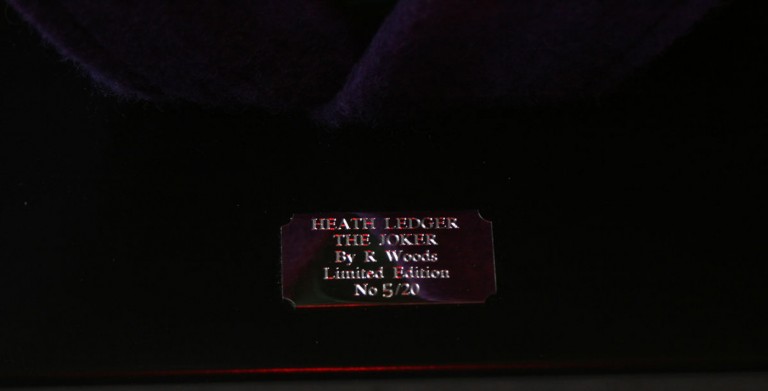 HEATH LEDGER
THE JOKER
By R Woods
Limited Edition
No 5/20